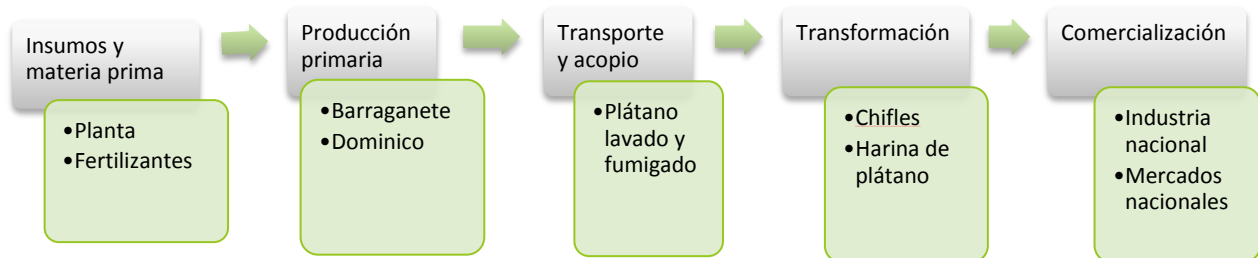 Insumos y
materia prima
•Planta
•Fertilizantes
Producción
primaria
•Barraganete
•Dominico
Transporte
y acopio
•Plátano
lavado y
fumigado
Transformación
•Chifles
•Harina de
plátano
Comercialización
•Industria
nacional
•Mercados
nacionales